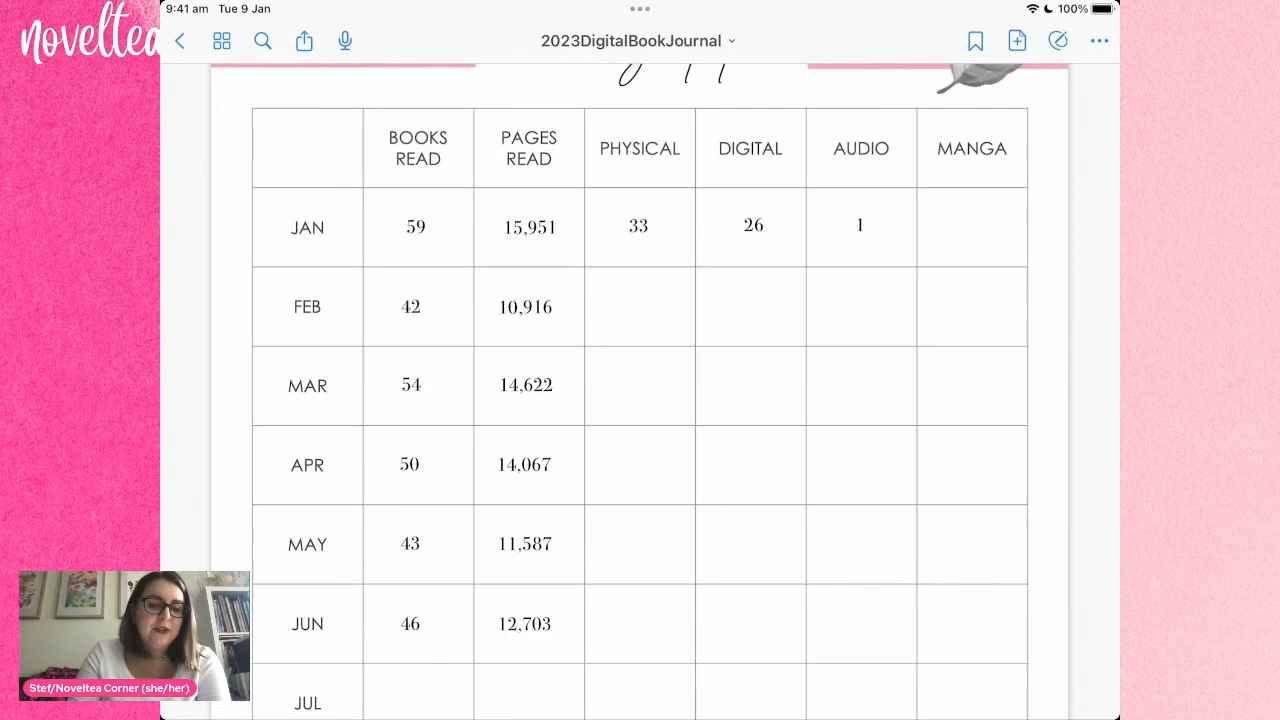 noveltea
9:41 am Tue 9 Jan
100%
2023DigitalBookJournal
BOOKS READ PAGES READ PHYSICAL DIGITAL AUDIO MANGA
JAN 59 15,951 33 26 1
FEB 42 10,916
MAR 54 14,622
APR 50 14,067
MAY 43 11,587
JUN 46 12,703
JUL
Stef/Noveltea Corner (she/her)